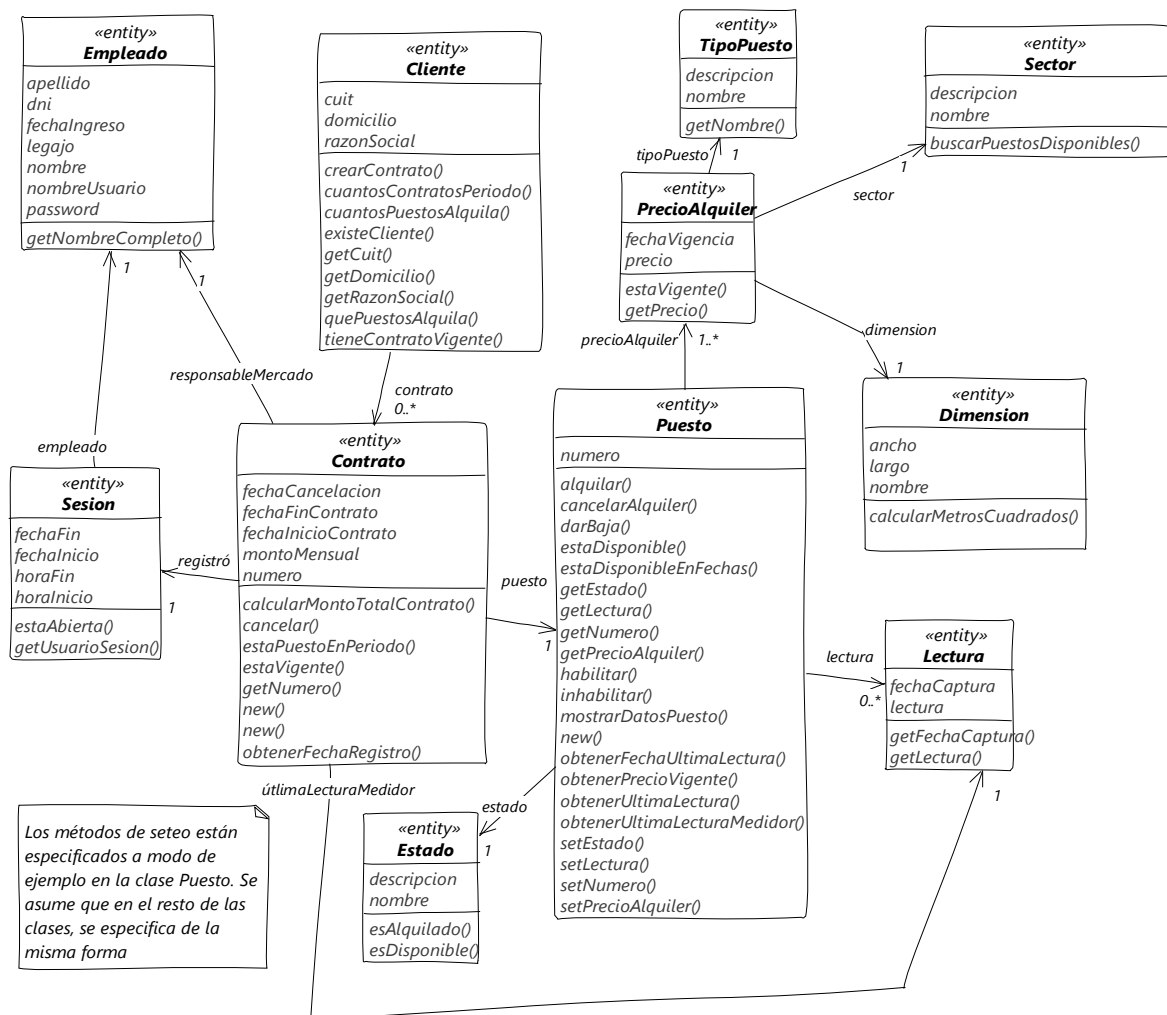 «entity»
Empleado
apellido
dni
fechaIngreso
legajo
nombre
nombreUsuario
password
getNombreCompleto()
1
1
«entity»
Cliente
cuit
domicilio
razonSocial
crearContrato()
cuantosContratosPeriodo()
cuantosPuestosAlquila()
existeCliente()
getCuit()
getDomicilio()
getRazonSocial()
quePuestosAlquila()
tieneContratoVigente()
«entity»
TipoPuesto
descripcion
nombre
getNombre()
tipoPuesto
1
«entity»
Sector
descripcion
nombre
buscarPuestosDisponibles()
1
sector
«entity»
PrecioAlquiler
fechaVigencia
precio
estaVigente()
getPrecio()
precioAlquiler
1..*
dimension
1
responsableMercado
contrato
0..*
empleado
«entity»
Dimension
ancho
largo
nombre
calcularMetrosCuadrados()
«entity»
Sesion
fechaFin
fechaInicio
horaFin
horaInicio
estaAbierta()
getUsuarioSesion()
registró
1
«entity»
Contrato
fechaCancelacion
fechaFinContrato
fechaInicioContrato
montoMensual
numero
calcularMontoTotalContrato()
cancelar()
estaPuestoEnPeriodo()
estaVigente()
getNumero()
new()
new()
obtenerFechaRegistro()
puesto
1
«entity»
Puesto
numero
alquilar()
cancelarAlquiler()
darBaja()
estaDisponible()
estaDisponibleEnFechas()
getEstado()
getLectura()
getNumero()
getPrecioAlquiler()
habilitar()
inhabilitar()
mostrarDatosPuesto()
new()
obtenerFechaUltimaLectura()
obtenerPrecioVigente()
obtenerUltimaLectura()
obtenerUltimaLecturaMedidor()
setEstado()
setLectura()
setNumero()
setPrecioAlquiler()
lectura
0..*
«entity»
Lectura
fechaCaptura
lectura
getFechaCaptura()
getLectura()
1
útlimaLecturaMedidor
estado
1
«entity»
Estado
descripcion
nombre
esAlquilado()
esDisponible()
Los métodos de seteo están
especificados a modo de
ejemplo en la clase Puesto. Se
asume que en el resto de las
clases, se especifica de la
misma forma